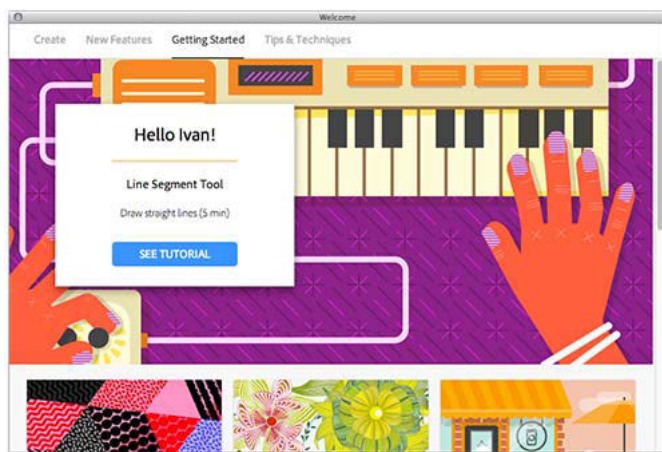 Welcome
Create New Features Getting Started Tips & Techniques
Hello Ivan!
Line Segment Tool
Draw straight lines (5 min)
SEE TUTORIAL